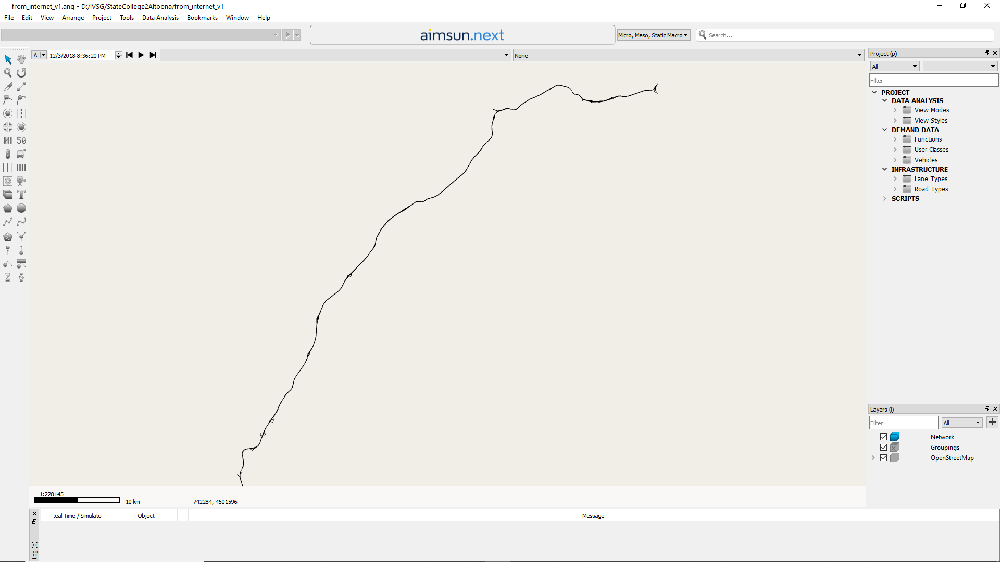 from_internet_v1.ang - D:/IVSG/StateCollege2Altoona/from_internet_v1
File Edit View Arrange Project Tools Data Analysis Bookmarks Window Help
aimsun.next
Micro, Meso, Static Macro
Search...
A
12/3/2018 8:36:20 PM
None
50
C
T
Project (p)
All
Filter
PROJECT
DATA ANALYSIS
View Modes
View Styles
DEMAND DATA
Functions
User Classes
Vehicles
INFRASTRUCTURE
Lane Types
Road Types
SCRIPTS
Layers (l)
Filter
All
Network
Groupings
OpenStreetMap
1:228145
10 km
742284, 4501596
.eal Time / Simulate
Object
Message
Log (o)